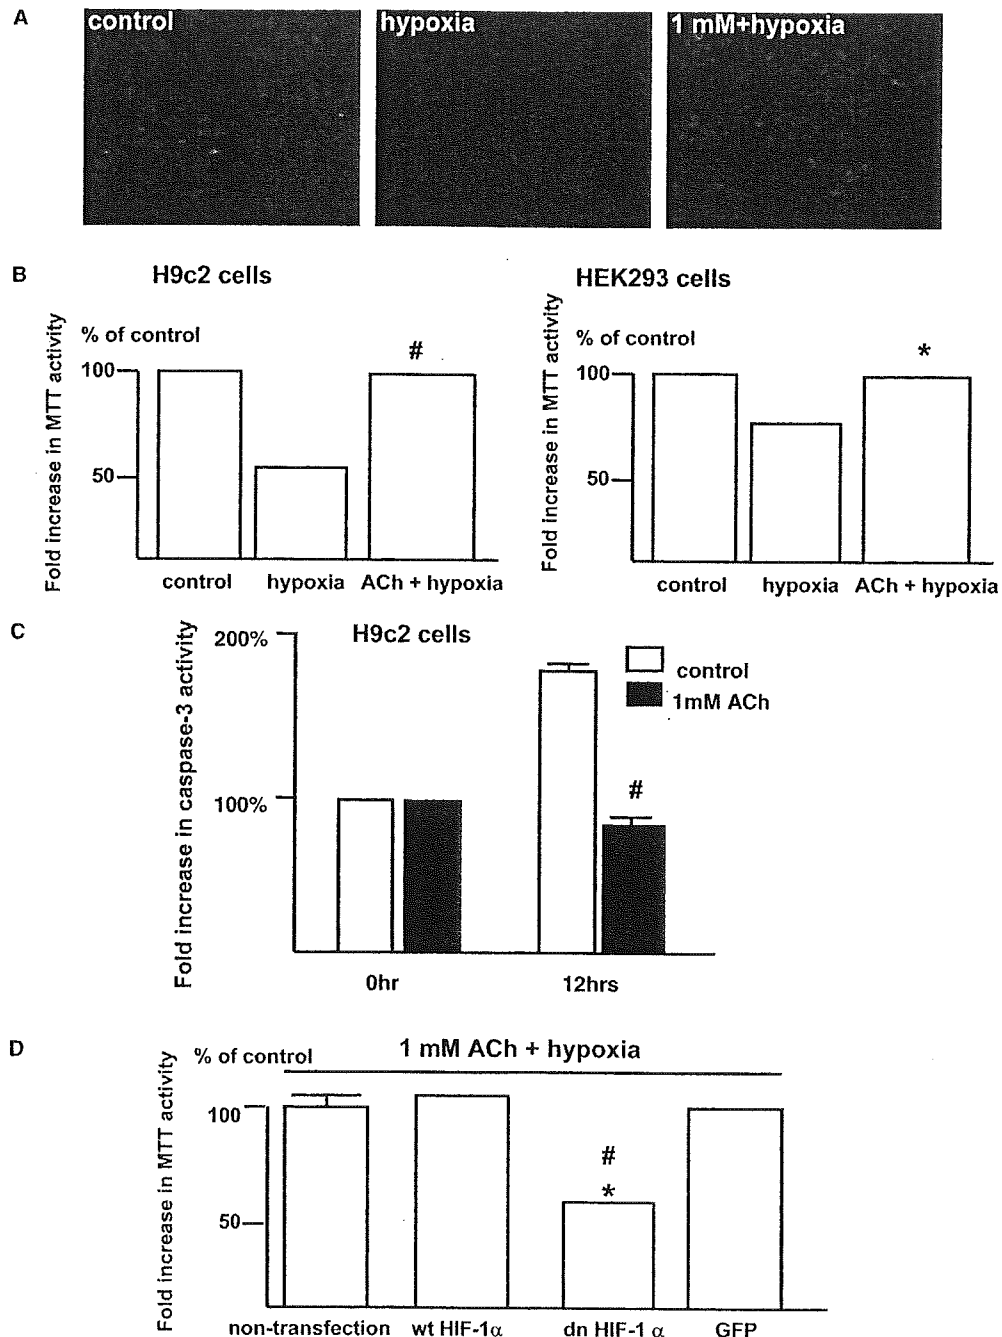 A
control
hypoxia
1 mM+hypoxia
B
H9c2 cells
HEK293 cells
Fold increase in MTT activity
% of control
100
#
50
control
hypoxia
ACh + hypoxia
Fold increase in MTT activity
% of control
100
*
50
control
hypoxia
ACh + hypoxia
C
H9c2 cells
Fold increase in caspase-3 activity
200%
100%
control
1mM ACh
#
0hr
12hrs
D
% of control
1 mM ACh + hypoxia
Fold increase in MTT activity
100
50
#
*
non-transfection
wt HIF-1α
dn HIF-1 α
GFP